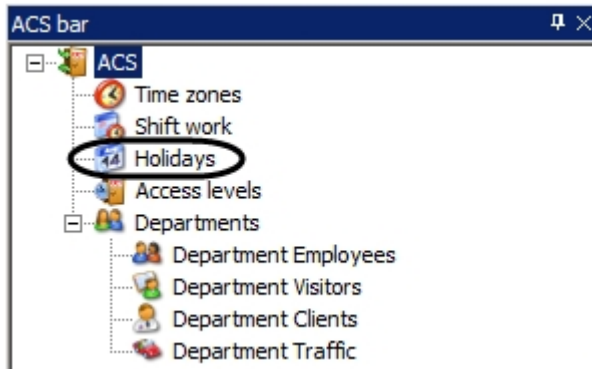 ACS bar
ACS
Time zones
Shift work
Holidays
Access levels
Departments
Department Employees
Department Visitors
Department Clients
Department Traffic